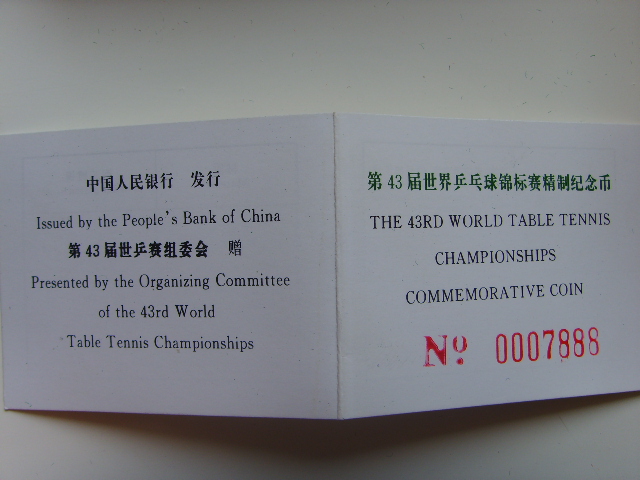 中国人民银行 发行
Issued by the People's Bank of China
第43届世乒赛组委会 赠
Presented by the Organizing Committee
of the 43rd World
Table Tennis Championships
第43届世界乒乓球锦标赛精制纪念币
THE 43RD WORLD TABLE TENNIS
CHAMPIONSHIPS
COMMEMORATIVE COIN
№ 0007888